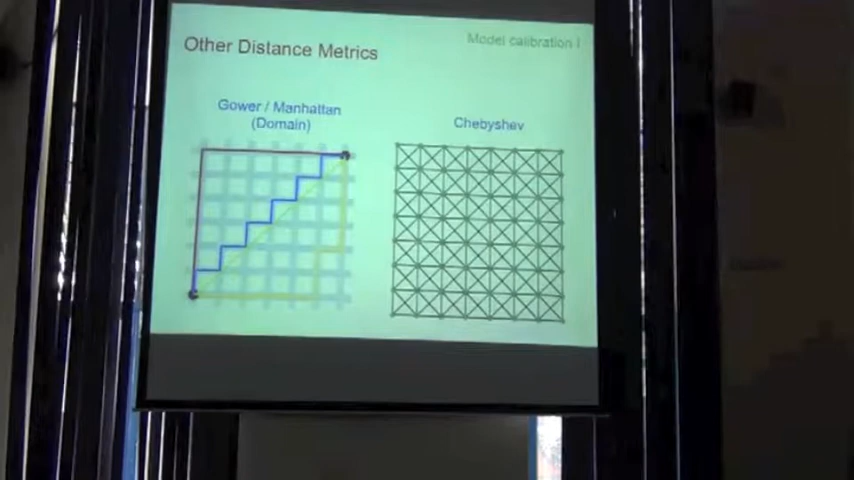 Model calibration I
Other Distance Metrics
Gower / Manhattan
(Domain)
Chebyshev